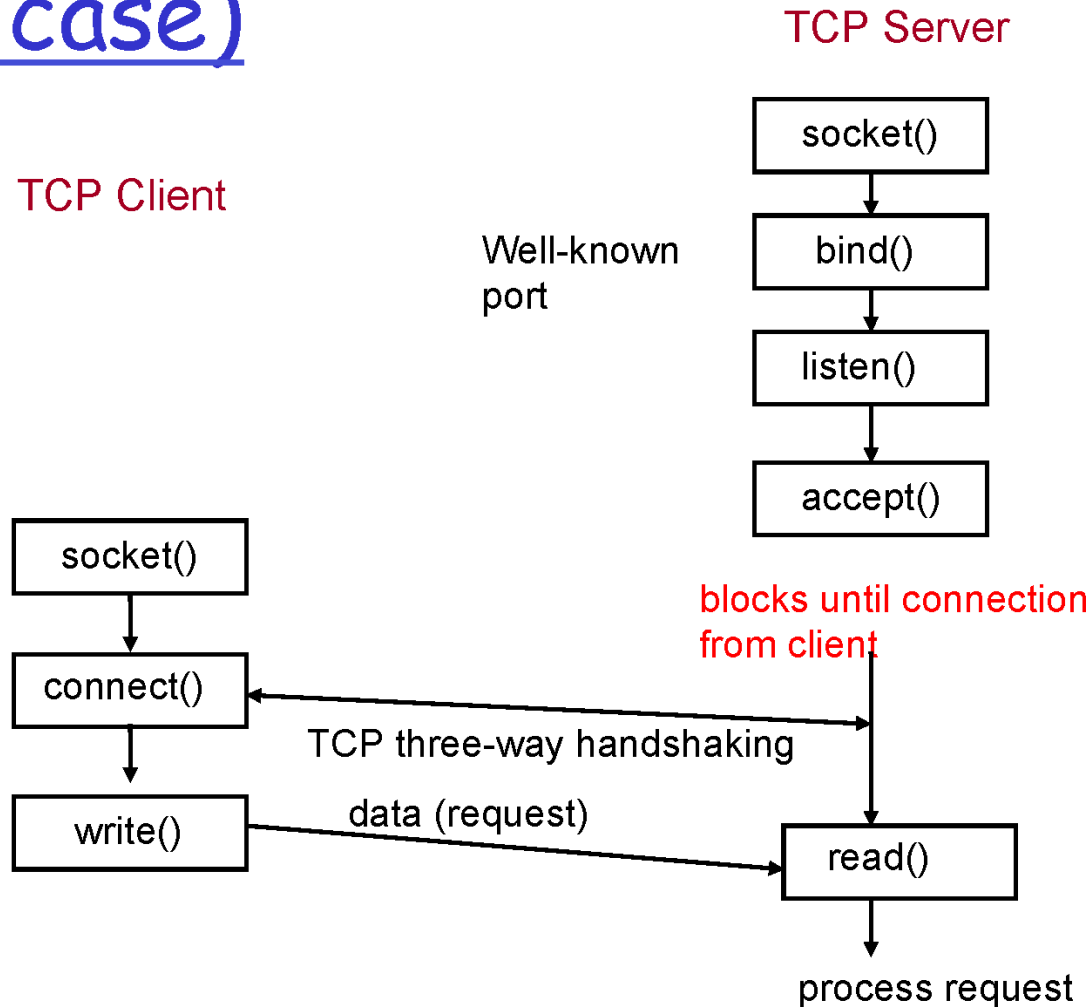 case)
TCP Server
socket()
TCP Client
Well-known
port
bind()
listen()
accept()
socket()
blocks until connection
from client
connect()
TCP three-way handshaking
data (request)
write()
read()
process request